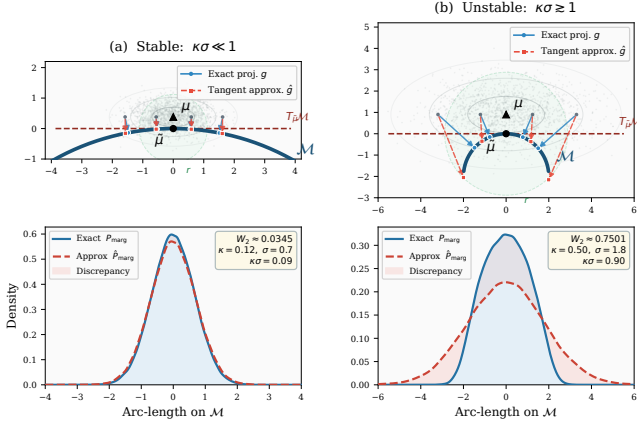 (a) Stable: κσ ≪ 1
2
1
0
−1
−4 −3 −2 −1 0 1 2 3 4
Exact proj. g
Tangent approx. ĝ
μ
μ̃
T_μ̃ℳ
ℳ
r
(b) Unstable: κσ ≳ 1
5
4
3
2
1
0
−1
−2
−3
−6 −4 −2 0 2 4 6
Exact proj. g
Tangent approx. ĝ
μ
μ̃
T_μ̃ℳ
ℳ
r
Density
0.6
0.5
0.4
0.3
0.2
0.1
0.0
−4 −3 −2 −1 0 1 2 3 4
Arc-length on ℳ
Exact P_marg
Approx P̂_marg
Discrepancy
W₂ ≈ 0.0345
κ = 0.12, σ = 0.7
κσ = 0.09
0.30
0.25
0.20
0.15
0.10
0.05
0.00
−6 −4 −2 0 2 4 6
Arc-length on ℳ
Exact P_marg
Approx P̂_marg
Discrepancy
W₂ ≈ 0.7501
κ = 0.50, σ = 1.8
κσ = 0.90